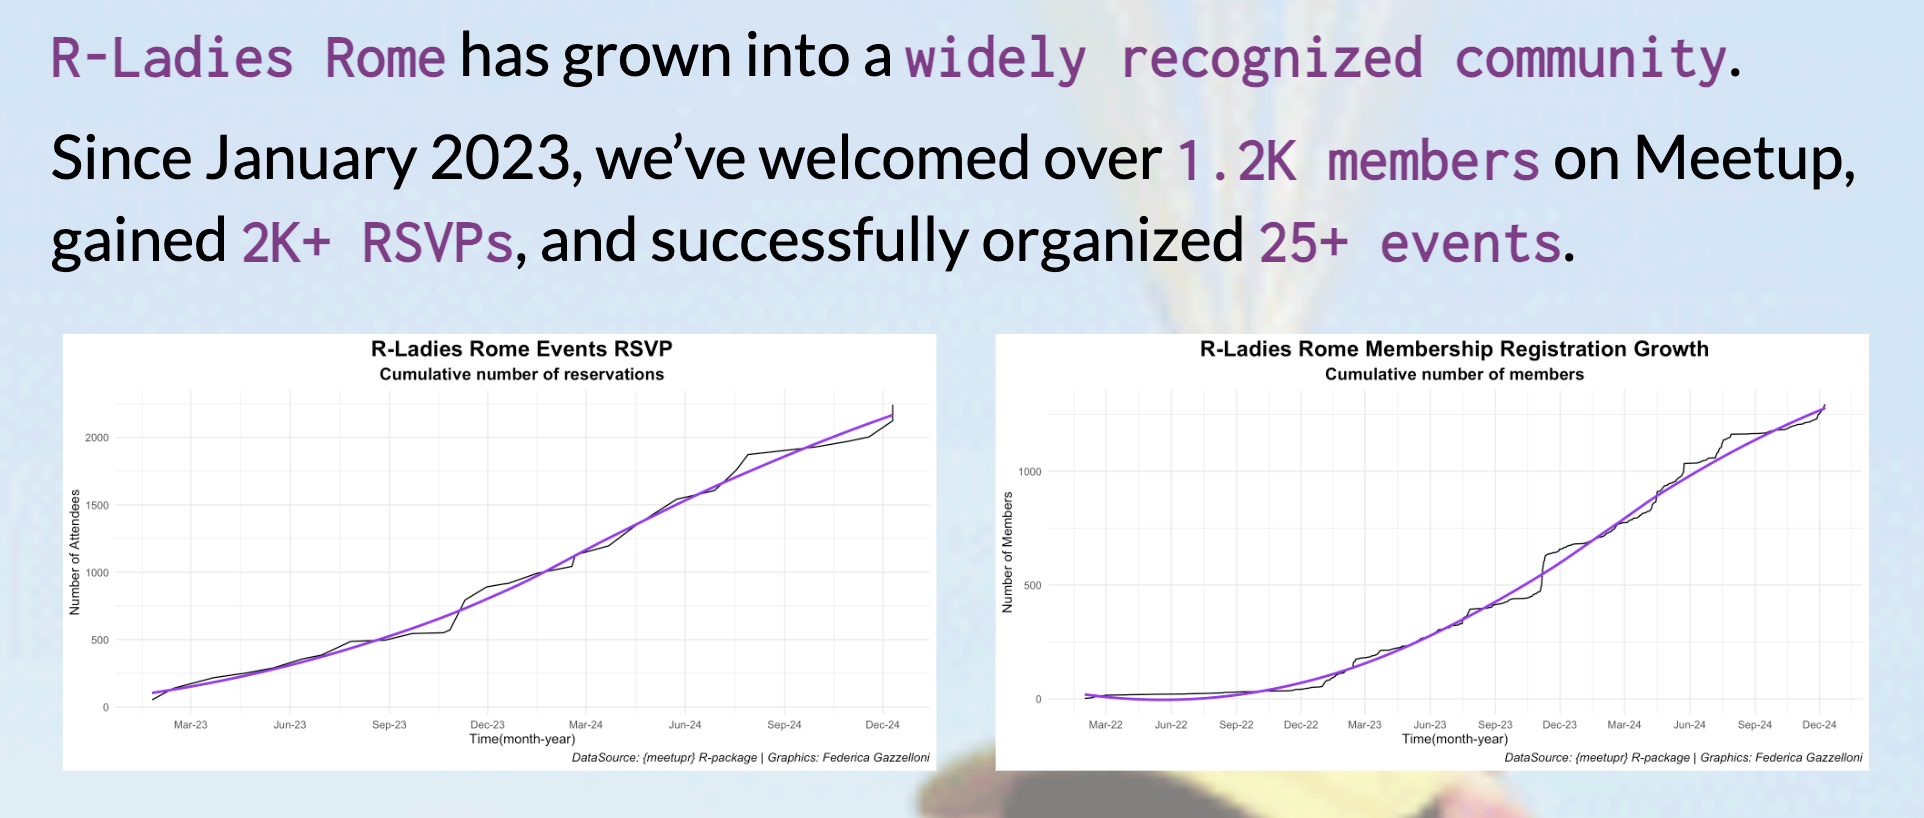 R-Ladies Rome has grown into a widely recognized community.
Since January 2023, we've welcomed over 1.2K members on Meetup,
gained 2K+ RSVPs, and successfully organized 25+ events.
R-Ladies Rome Events RSVP
Cumulative number of reservations
Number of Attendees
2000
1500
1000
500
0
Mar-23 Jun-23 Sep-23 Dec-23 Mar-24 Jun-24 Sep-24 Dec-24
Time(month-year)
DataSource: {meetupr} R-package | Graphics: Federica Gazzelloni
R-Ladies Rome Membership Registration Growth
Cumulative number of members
Number of Members
1000
500
0
Mar-22 Jun-22 Sep-22 Dec-22 Mar-23 Jun-23 Sep-23 Dec-23 Mar-24 Jun-24 Sep-24 Dec-24
Time(month-year)
DataSource: {meetupr} R-package | Graphics: Federica Gazzelloni